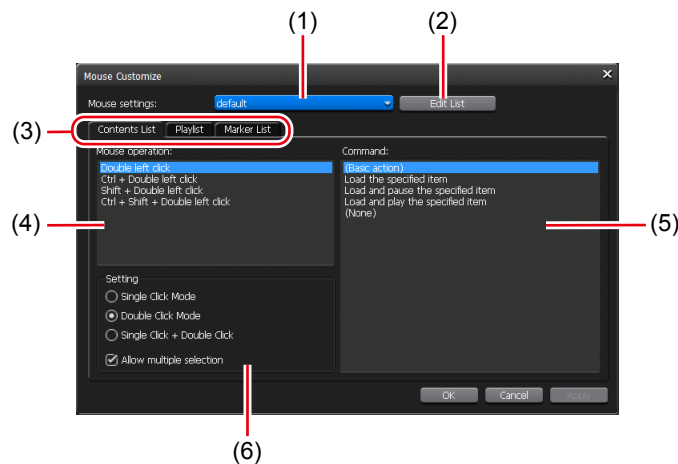 (1)
(2)
Mouse Customize
Mouse settings:
default
Edit List
(3)
Contents List
Playlist
Marker List
Mouse operation:
Double left click
Ctrl + Double left click
Shift + Double left click
Ctrl + Shift + Double left click
(4)
Command:
(Basic action)
Load the specified item
Load and pause the specified item
Load and play the specified item
(None)
(5)
Setting
Single Click Mode
Double Click Mode
Single Click + Double Click
Allow multiple selection
OK
Cancel
Apply
(6)